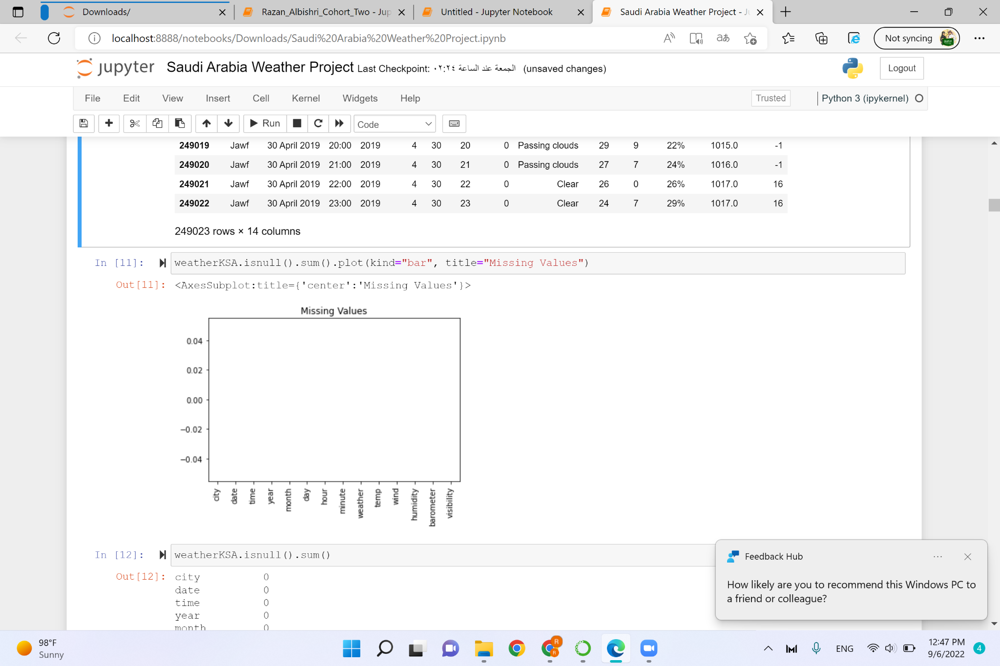 Downloads/
Razan_Albishri_Cohort_Two - Jup
Untitled - Jupyter Notebook
Saudi Arabia Weather Project - Ju
localhost:8888/notebooks/Downloads/Saudi%20Arabia%20Weather%20Project.ipynb
Not syncing
jupyter Saudi Arabia Weather Project Last Checkpoint: الجمعة عند الساعة ٠٢:٢٤ (unsaved changes)
Logout
File Edit View Insert Cell Kernel Widgets Help
Trusted
Python 3 (ipykernel)
Run
Code
249019 Jawf 30 April 2019 20:00 2019 4 30 20 0 Passing clouds 29 9 22% 1015.0 -1
249020 Jawf 30 April 2019 21:00 2019 4 30 21 0 Passing clouds 27 7 24% 1016.0 -1
249021 Jawf 30 April 2019 22:00 2019 4 30 22 0 Clear 26 0 26% 1017.0 16
249022 Jawf 30 April 2019 23:00 2019 4 30 23 0 Clear 24 7 29% 1017.0 16
249023 rows × 14 columns
In [11]: weatherKSA.isnull().sum().plot(kind="bar", title="Missing Values")
Out[11]: <AxesSubplot:title={'center':'Missing Values'}>
Missing Values
0.04
0.02
0.00
−0.02
−0.04
city date time year month day hour minute weather temp wind humidity barometer visibility
In [12]: weatherKSA.isnull().sum()
Out[12]: city 0
date 0
time 0
year 0
month 0
Feedback Hub
How likely are you to recommend this Windows PC to
a friend or colleague?
98°F
Sunny
R
R
ENG
12:47 PM
9/6/2022
4